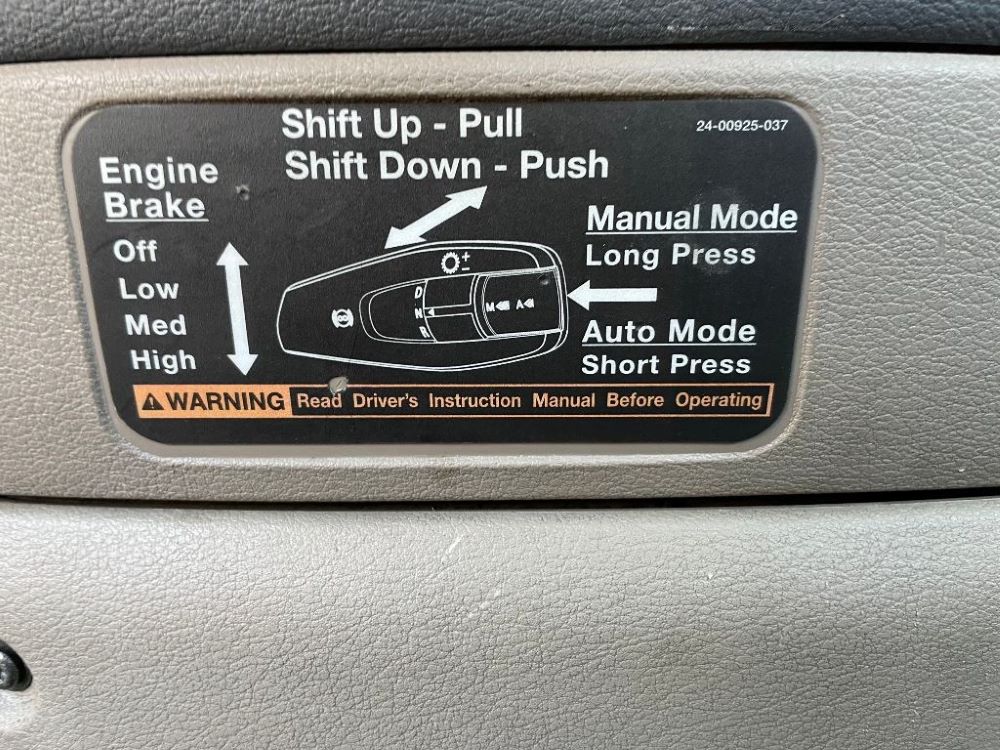 Shift Up - Pull
Shift Down - Push
24-00925-037
Engine
Brake
Off
Low
Med
High
D
N
R
+
-
M A
Manual Mode
Long Press
Auto Mode
Short Press
WARNING Read Driver's Instruction Manual Before Operating